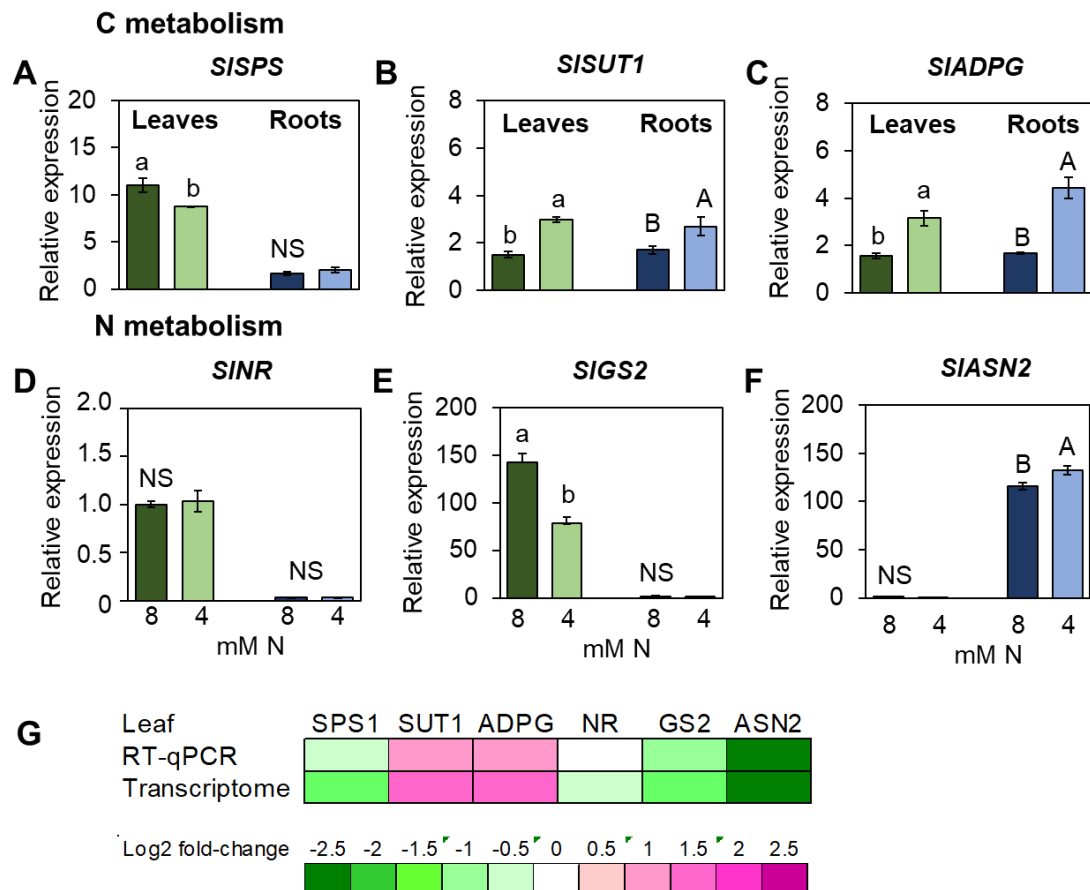 C metabolism
A SlSPS
B SlSUT1
C SlADPG
Relative expression
20
15
10
5
0
Leaves Roots
a
b
NS
Relative expression
8
6
4
2
0
Leaves Roots
b
a
B
A
Relative expression
8
6
4
2
0
Leaves Roots
b
a
B
A
N metabolism
D SlNR
E SlGS2
F SlASN2
Relative expression
2.0
1.5
1.0
0.5
0
NS
NS
8 4 8 4
mM N
Relative expression
200
150
100
50
0
a
b
NS
8 4 8 4
mM N
Relative expression
200
150
100
50
0
NS
B
A
8 4 8 4
mM N
G
Leaf SPS1 SUT1 ADPG NR GS2 ASN2
RT-qPCR
Transcriptome
Log2 fold-change -2.5 -2 -1.5 -1 -0.5 0 0.5 1 1.5 2 2.5